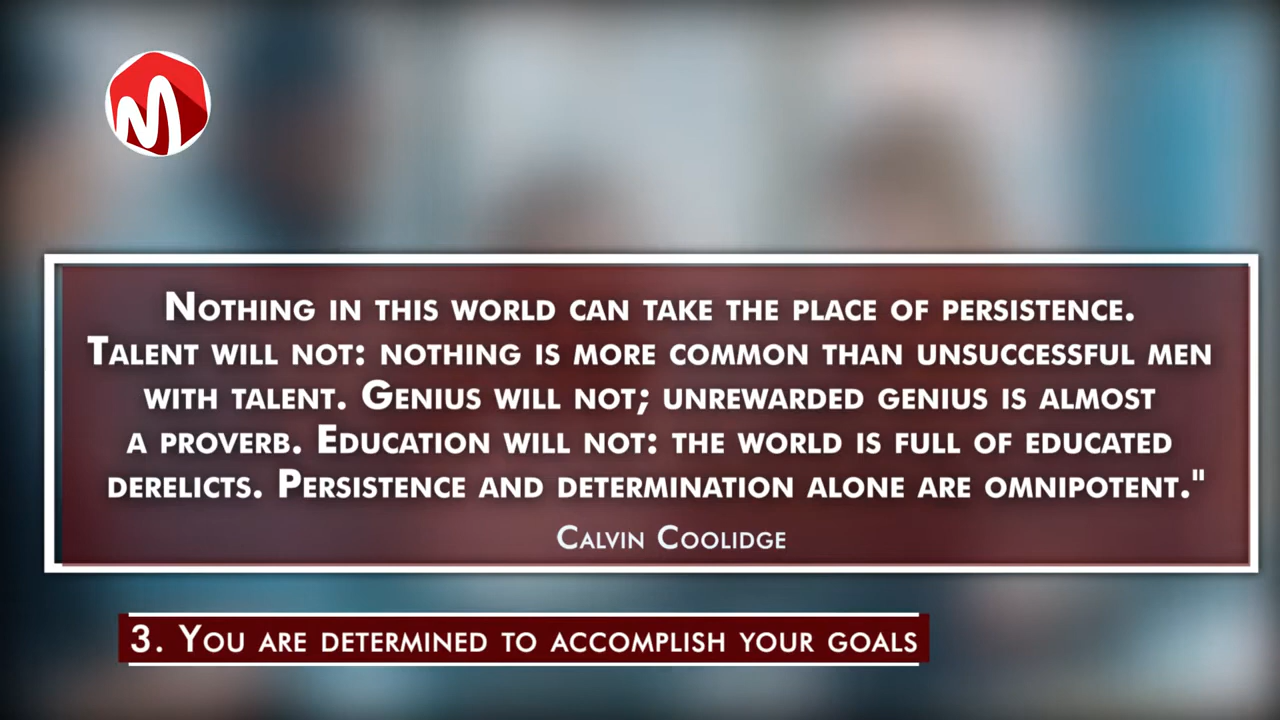 Nothing in this world can take the place of persistence.
Talent will not: nothing is more common than unsuccessful men
with talent. Genius will not; unrewarded genius is almost
a proverb. Education will not: the world is full of educated
derelicts. Persistence and determination alone are omnipotent."
Calvin Coolidge
3. You are determined to accomplish your goals